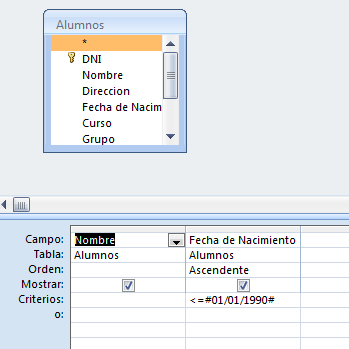 Alumnos
*
DNI
Nombre
Direccion
Fecha de Nacim
Curso
Grupo
Campo: Nombre Fecha de Nacimiento
Tabla: Alumnos Alumnos
Orden: Ascendente
Mostrar:
Criterios: <=#01/01/1990#
o: